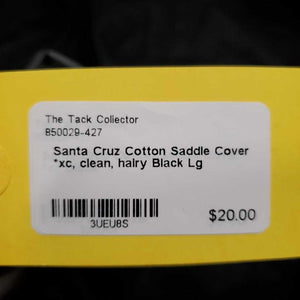 The Tack Collector
850029-427
Santa Cruz Cotton Saddle Cover
*xc, clean, hairy Black Lg
$20.00
3UEU8S